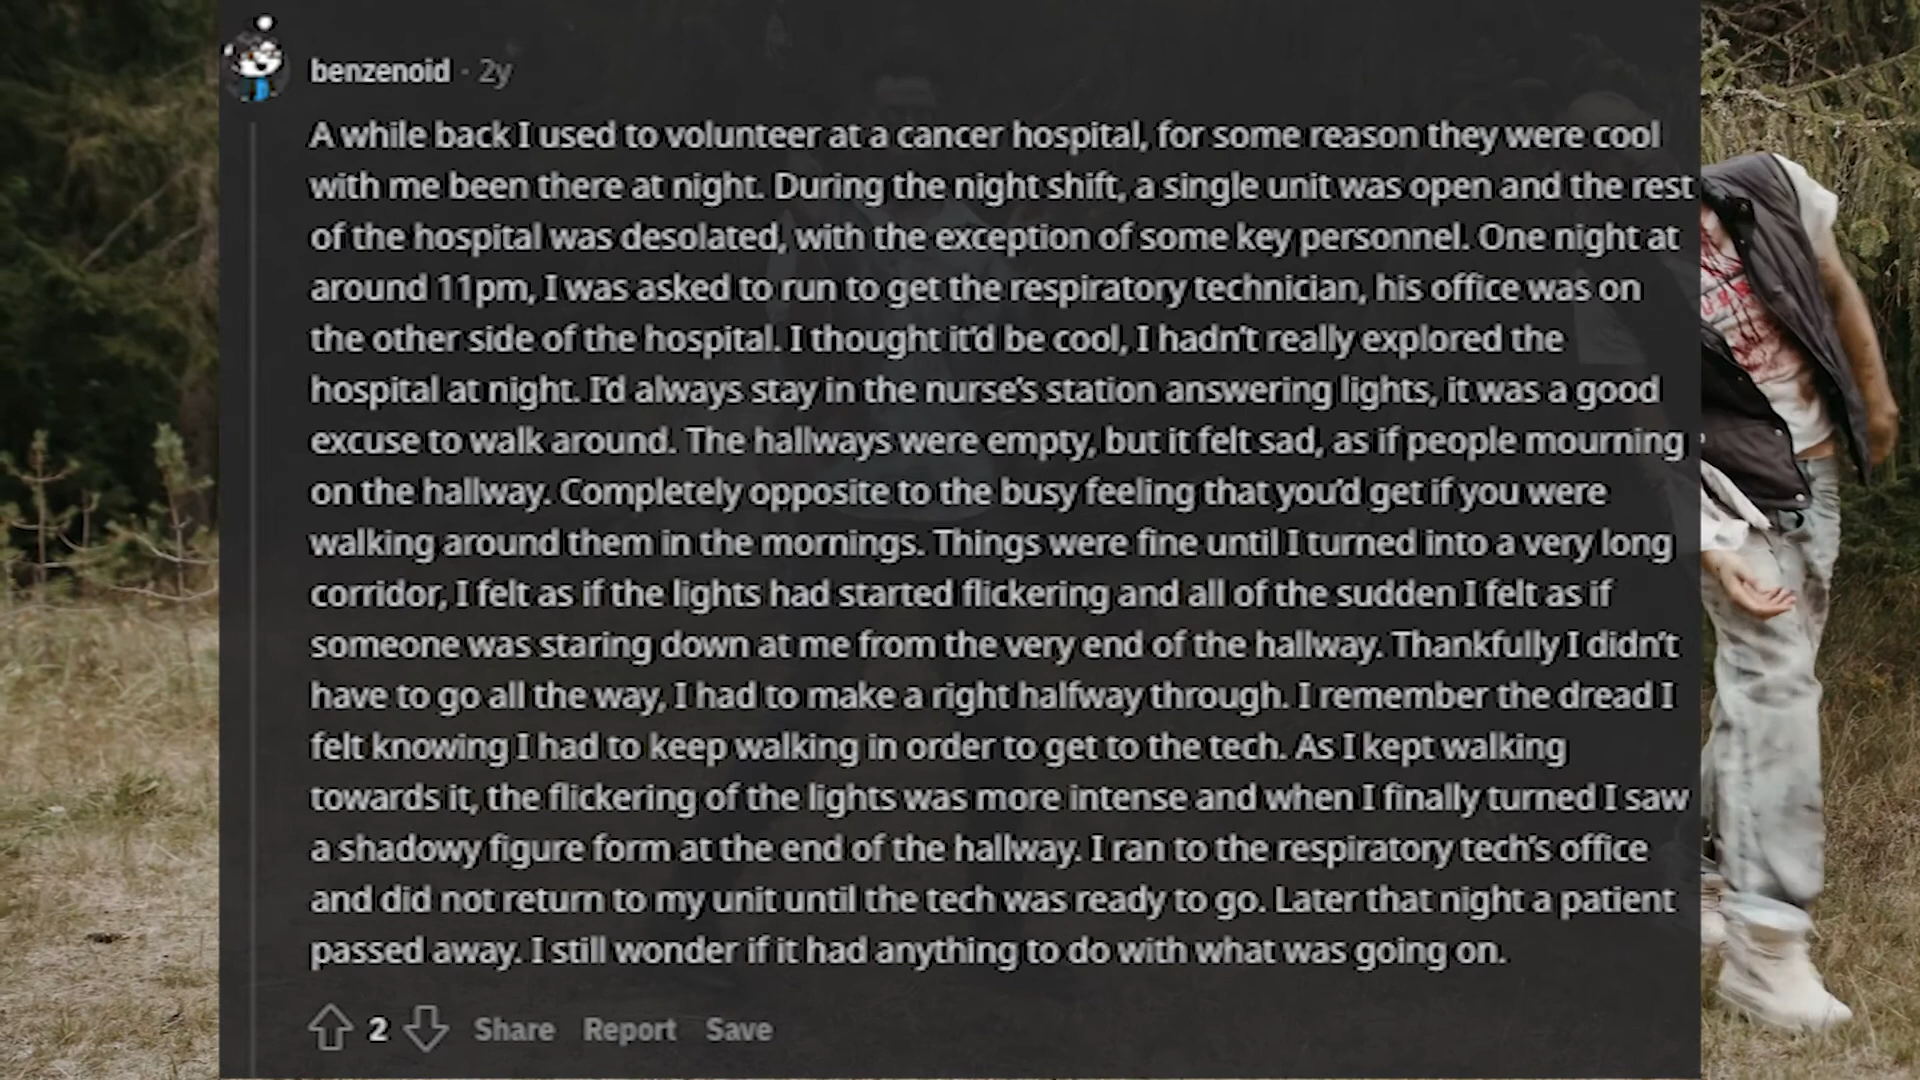 benzenoid · 2y
A while back I used to volunteer at a cancer hospital, for some reason they were cool
with me been there at night. During the night shift, a single unit was open and the rest
of the hospital was desolated, with the exception of some key personnel. One night at
around 11pm, I was asked to run to get the respiratory technician, his office was on
the other side of the hospital. I thought it'd be cool, I hadn't really explored the
hospital at night. I'd always stay in the nurse's station answering lights, it was a good
excuse to walk around. The hallways were empty, but it felt sad, as if people mourning
on the hallway. Completely opposite to the busy feeling that you'd get if you were
walking around them in the mornings. Things were fine until I turned into a very long
corridor, I felt as if the lights had started flickering and all of the sudden I felt as if
someone was staring down at me from the very end of the hallway. Thankfully I didn't
have to go all the way, I had to make a right halfway through. I remember the dread I
felt knowing I had to keep walking in order to get to the tech. As I kept walking
towards it, the flickering of the lights was more intense and when I finally turned I saw
a shadowy figure form at the end of the hallway. I ran to the respiratory tech's office
and did not return to my unit until the tech was ready to go. Later that night a patient
passed away. I still wonder if it had anything to do with what was going on.
2 Share Report Save